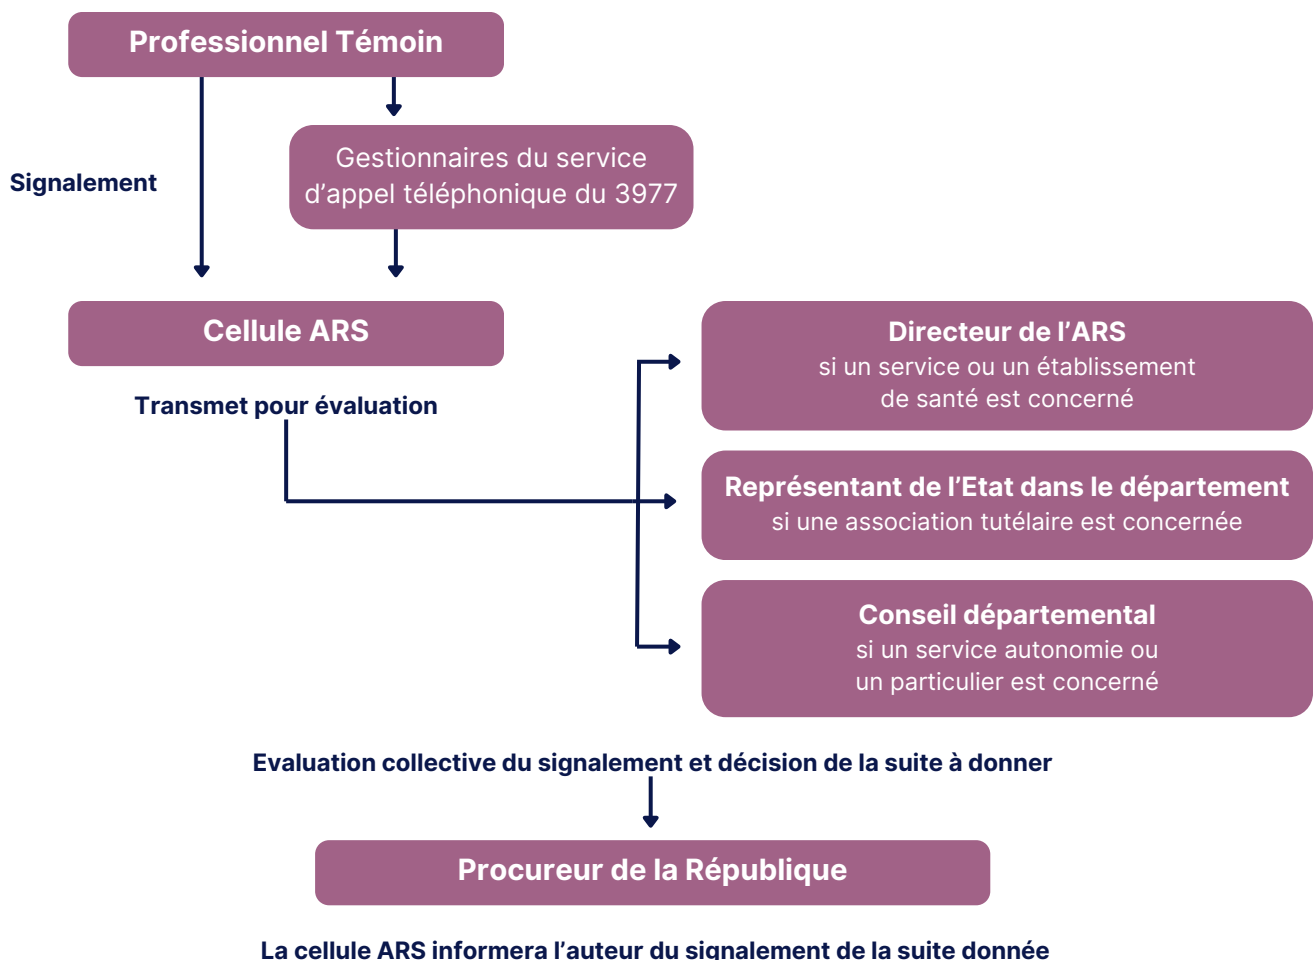 Professionnel Témoin
Signalement
Gestionnaires du service
d’appel téléphonique du 3977
Cellule ARS
Transmet pour évaluation
Directeur de l’ARS
si un service ou un établissement
de santé est concerné
Représentant de l’Etat dans le département
si une association tutélaire est concernée
Conseil départemental
si un service autonomie ou
un particulier est concerné
Evaluation collective du signalement et décision de la suite à donner
Procureur de la République
La cellule ARS informera l’auteur du signalement de la suite donnée